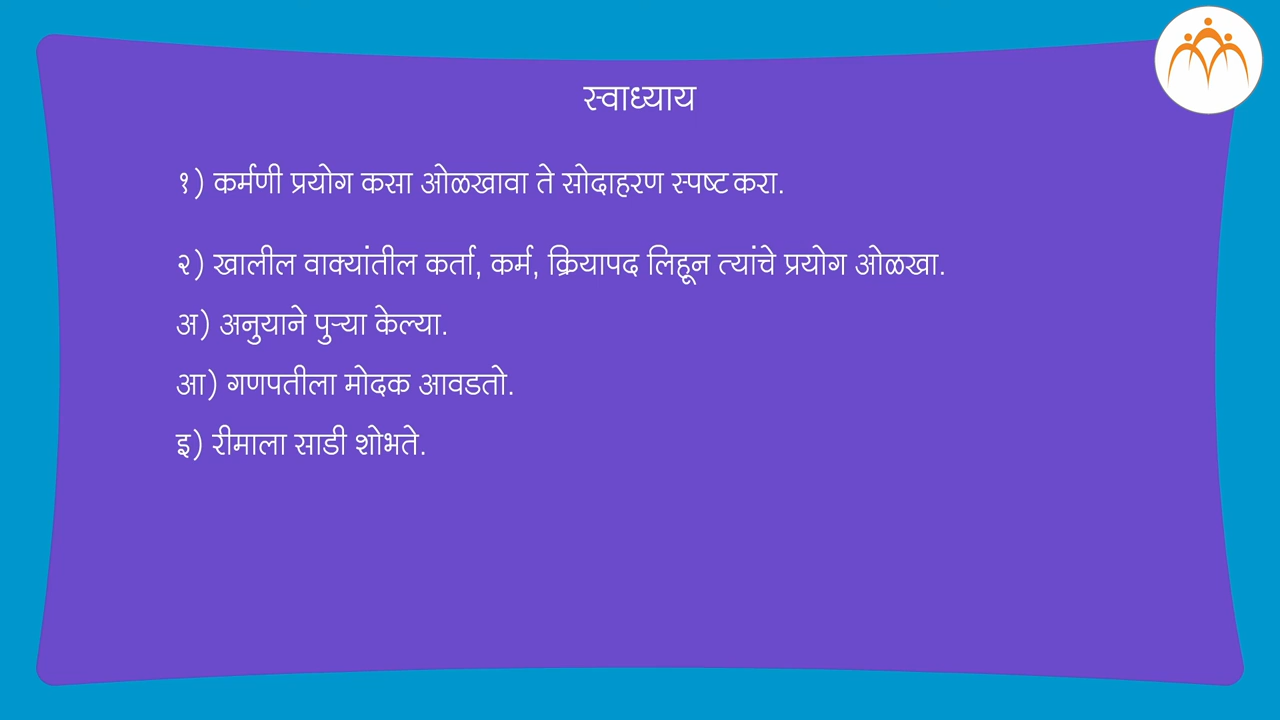 स्वाध्याय
१) कर्मणी प्रयोग कसा ओळखावा ते सोदाहरण स्पष्ट करा.
२) खालील वाक्यांतील कर्ता, कर्म, क्रियापद लिहून त्यांचे प्रयोग ओळखा.
अ) अनुयाने पुऱ्या केल्या.
आ) गणपतीला मोदक आवडतो.
इ) रीमाला साडी शोभते.